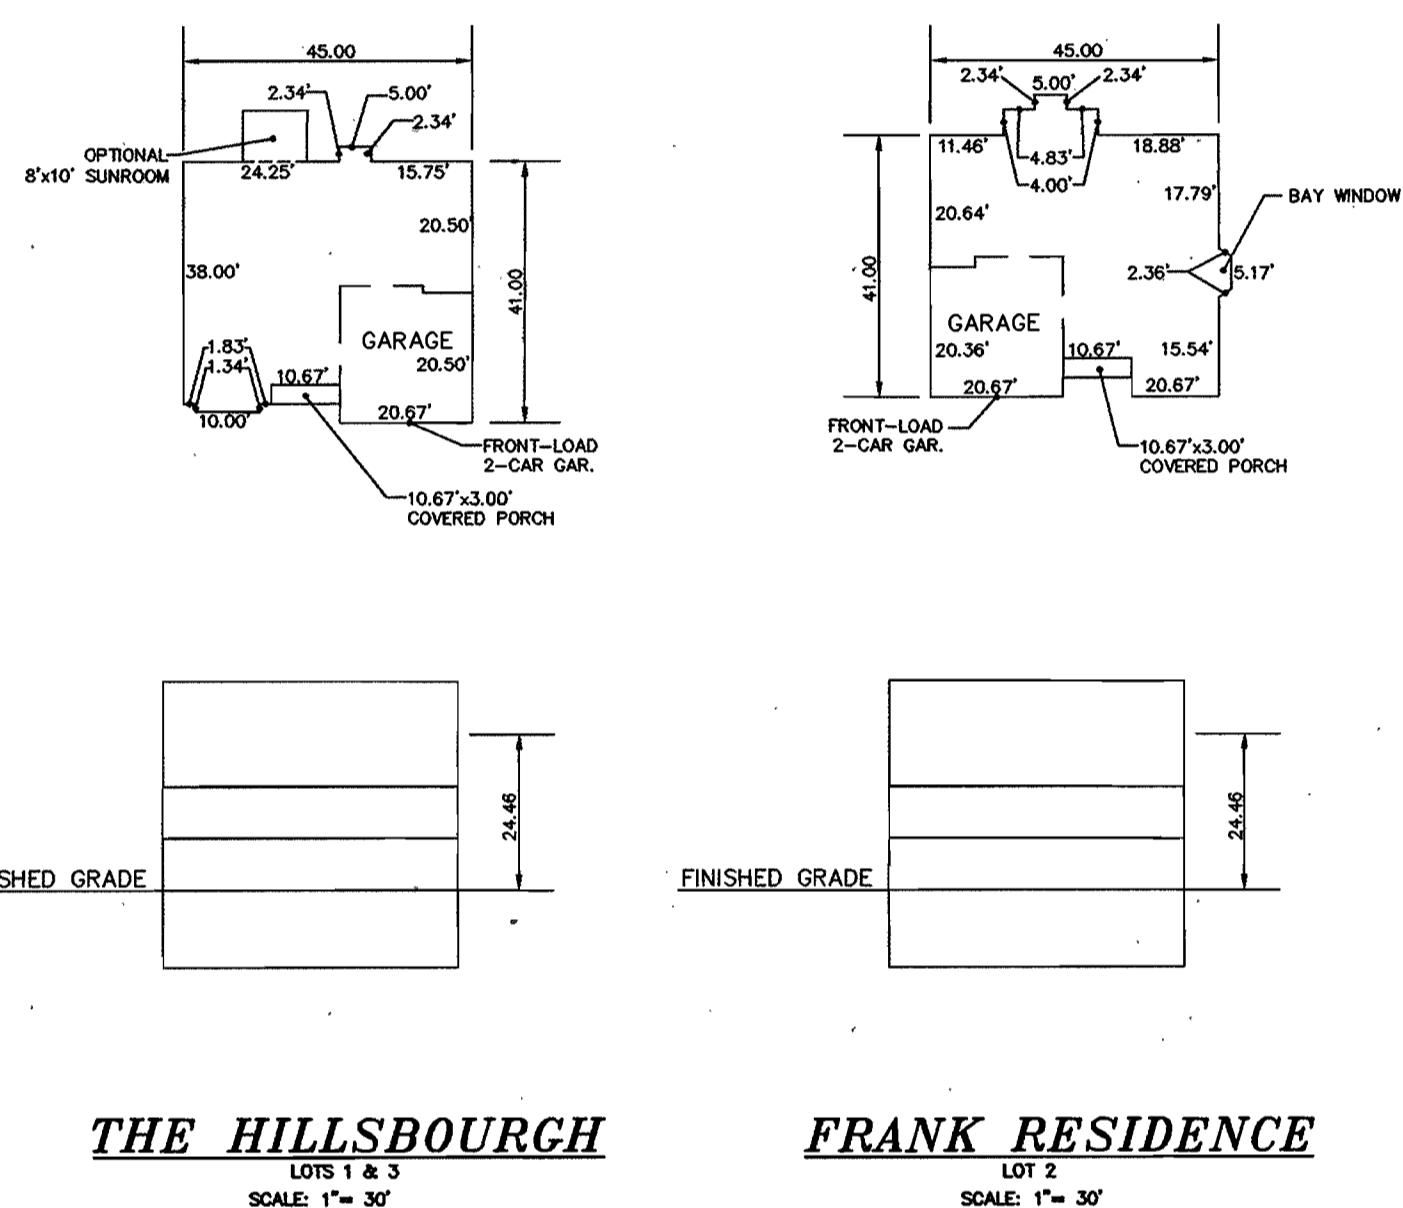 45.00
2.34'
5.00'
2.34'
OPTIONAL
8'x10' SUNROOM
24.25'
15.75'
20.50'
38.00'
41.00
GARAGE
20.50'
1.83'
1.34'
10.67'
10.00'
20.67'
FRONT-LOAD
2-CAR GAR.
10.67'x3.00'
COVERED PORCH
45.00
2.34'
5.00'
2.34'
11.46'
4.83'
18.88'
4.00'
17.79'
BAY WINDOW
20.64'
41.00
2.36'
5.17'
GARAGE
20.36'
10.67'
15.54'
20.67'
20.67'
FRONT-LOAD
2-CAR GAR.
10.67'x3.00'
COVERED PORCH
24.46
SHED GRADE
24.46
FINISHED GRADE
THE HILLSBOURGH
LOTS 1 & 3
SCALE: 1"= 30'
FRANK RESIDENCE
LOT 2
SCALE: 1"= 30'